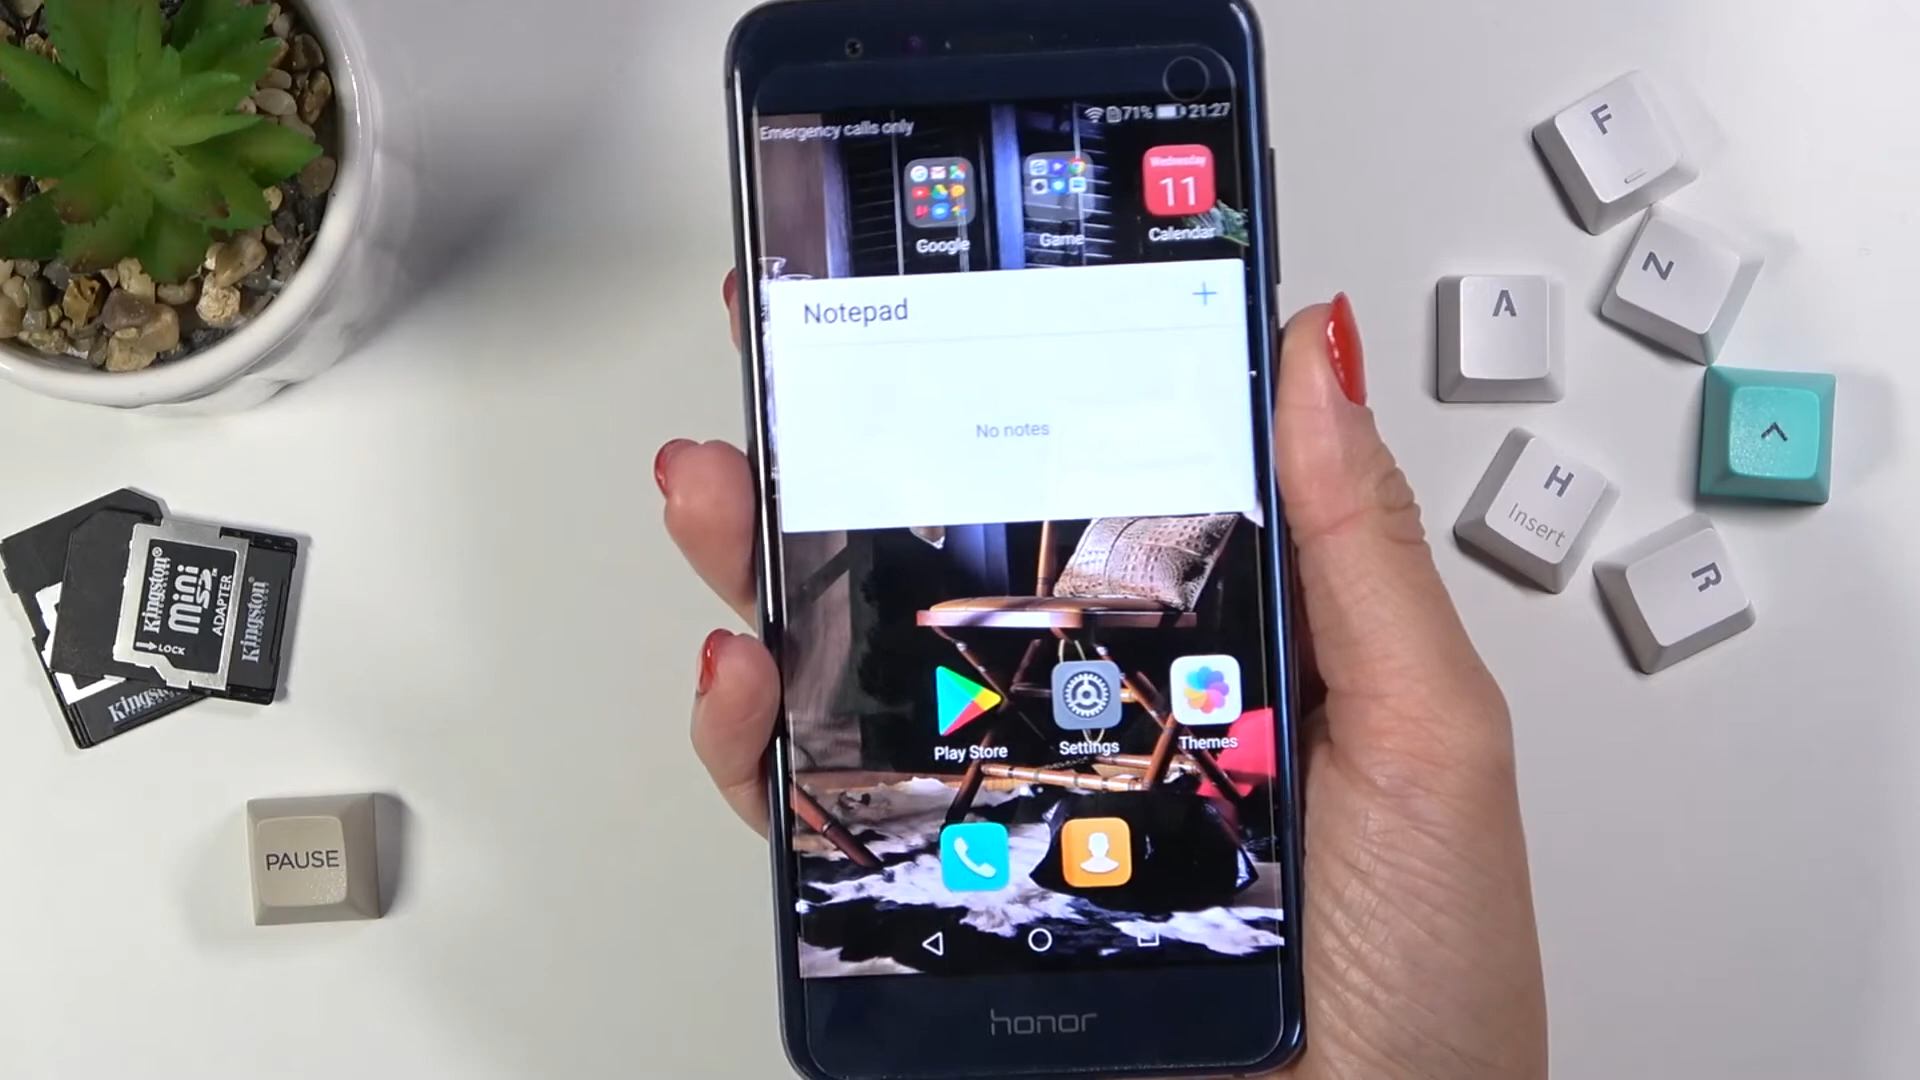 Emergency calls only
71% 21:27
Google
Game
Wednesday
11
Calendar
Notepad
+
No notes
Play Store
Settings
Themes
honor
F
N
A
^
H
Insert
R
Kingston®
Mini
SD
ADAPTER
LOCK
Kingston
Kingston
PAUSE